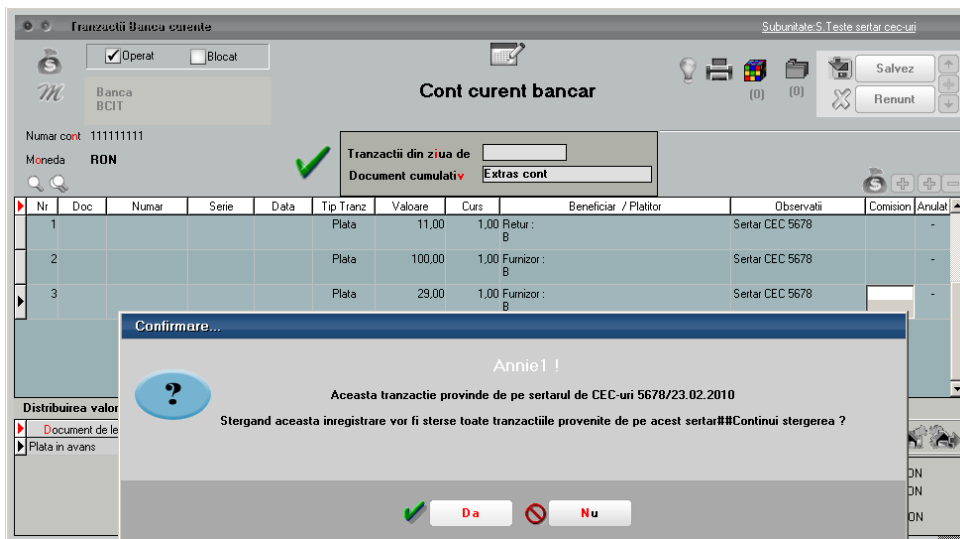 Tranzactii Banca curente
Subunitate:S.Teste sertar cec-uri
Operat
Blocat
Banca
BCIT
Cont curent bancar
(0)
(0)
Salvez
Renunt
Numar cont 111111111
Moneda RON
Tranzactii din ziua de
Document cumulativ Extras cont
Nr Doc Numar Serie Data Tip Tranz Valoare Curs Beneficiar / Platitor Observatii Comision Anulat
1 Plata 11,00 1,00 Retur : Sertar CEC 5678 -
B
2 Plata 100,00 1,00 Furnizor : Sertar CEC 5678 -
B
3 Plata 29,00 1,00 Furnizor : Sertar CEC 5678 -
B
Confirmare...
Annie1 !
?
Aceasta tranzactie provinde de pe sertarul de CEC-uri 5678/23.02.2010
Stergand aceasta inregistrare vor fi sterse toate tranzactiile provenite de pe acest sertar##Continui stergerea ?
Da
Nu
Distribuirea valor
Document de le
Plata in avans
ON
ON
ON